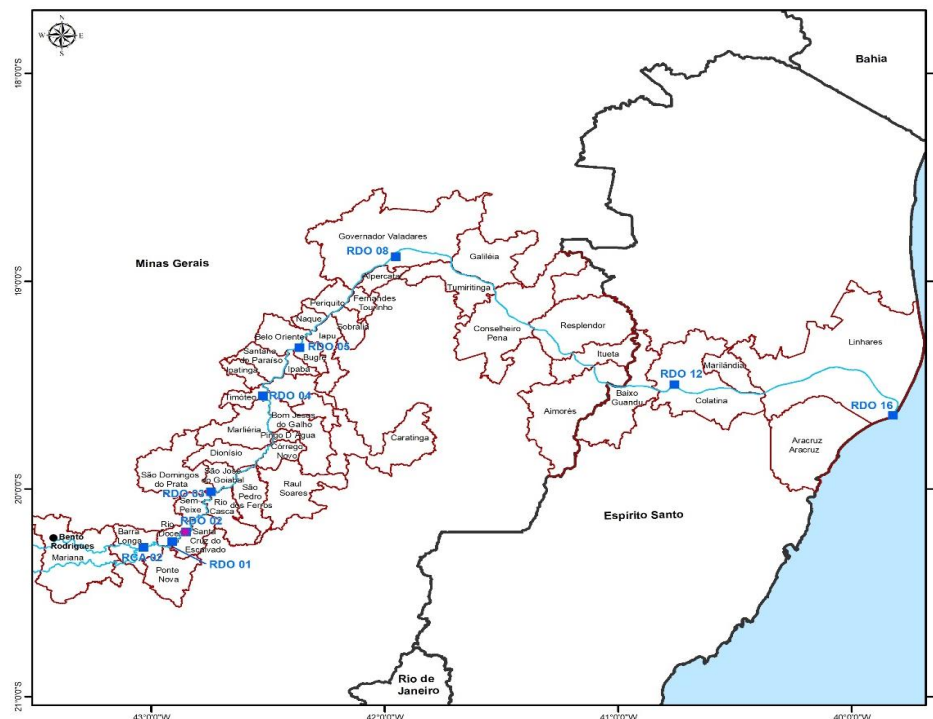 N
W
E
S
Bahia
18°0'0"S
Governador Valadares
RDO 08
Galiléia
Minas Gerais
Alpercata
19°0'0"S
Tumiritinga
Periquito
Fernandes
Tourinho
Naque
Sobrália
Resplendor
Conselheiro
Pena
Iapu
Belo Oriente
Linhares
RDO 05
Santana
do Paraíso
Bugre
Itueta
Marilândia
Ipatinga
Ipaba
RDO 12
Baixo
Guandu
Timóteo
RDO 04
Colatina
RDO 16
Aimorés
Bom Jesus
do Galho
Marliéria
Pingo D'Água
Caratinga
Aracruz
Aracruz
Córrego
Novo
Dionísio
São José
do Goiabal
São Domingos
do Prata
Raul
Soares
São
Pedro
dos Ferros
20°0'0"S
RDO 03
Sem
Peixe
Rio
Casca
Espírito Santo
RDO 02
Rio
Doce
Santa
Cruz do
Escalvado
Barra
Longa
Bento
Rodrigues
Mariana
RCA 02
RDO 01
Ponte
Nova
Rio de
Janeiro
21°0'0"S
43°0'0"W
42°0'0"W
41°0'0"W
40°0'0"W